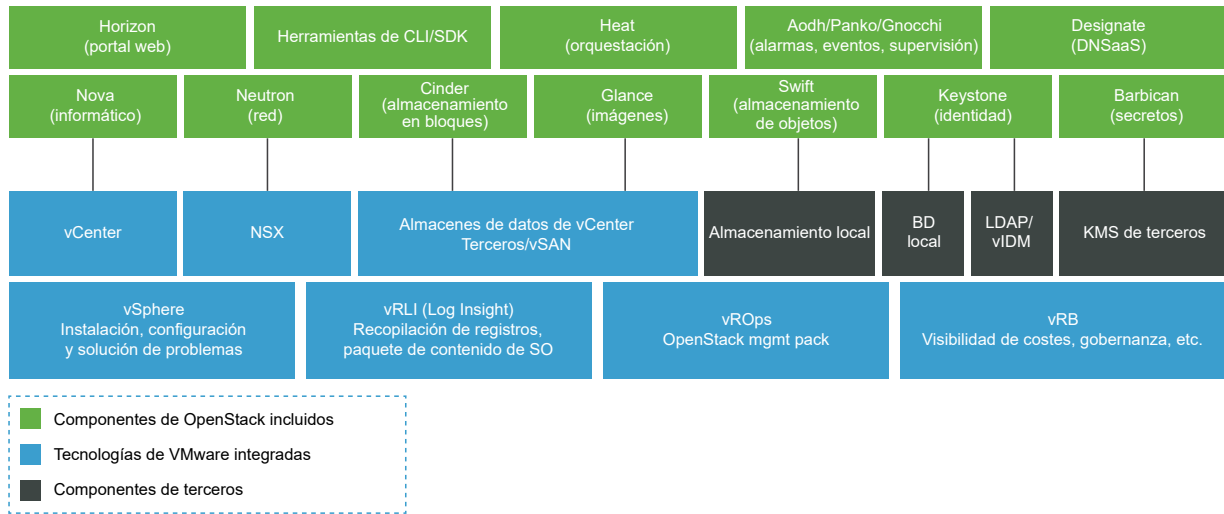 Horizon
(portal web)
Herramientas de CLI/SDK
Heat
(orquestación)
Aodh/Panko/Gnocchi
(alarmas, eventos, supervisión)
Designate
(DNSaaS)
Nova
(informático)
Neutron
(red)
Cinder
(almacenamiento
en bloques)
Glance
(imágenes)
Swift
(almacenamiento
de objetos)
Keystone
(identidad)
Barbican
(secretos)
vCenter
NSX
Almacenes de datos de vCenter
Terceros/vSAN
Almacenamiento local
BD
local
LDAP/
vIDM
KMS de terceros
vSphere
Instalación, configuración
y solución de problemas
vRLI (Log Insight)
Recopilación de registros,
paquete de contenido de SO
vROps
OpenStack mgmt pack
vRB
Visibilidad de costes, gobernanza, etc.
Componentes de OpenStack incluidos
Tecnologías de VMware integradas
Componentes de terceros